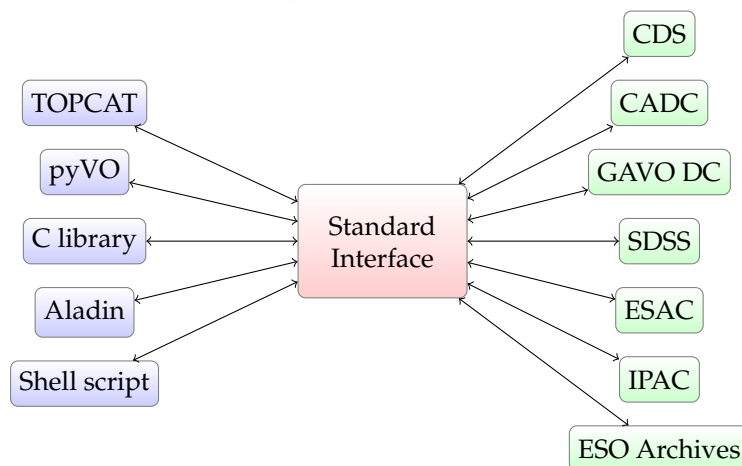 TOPCAT
pyVO
C library
Aladin
Shell script
Standard
Interface
CDS
CADC
GAVO DC
SDSS
ESAC
IPAC
ESO Archives